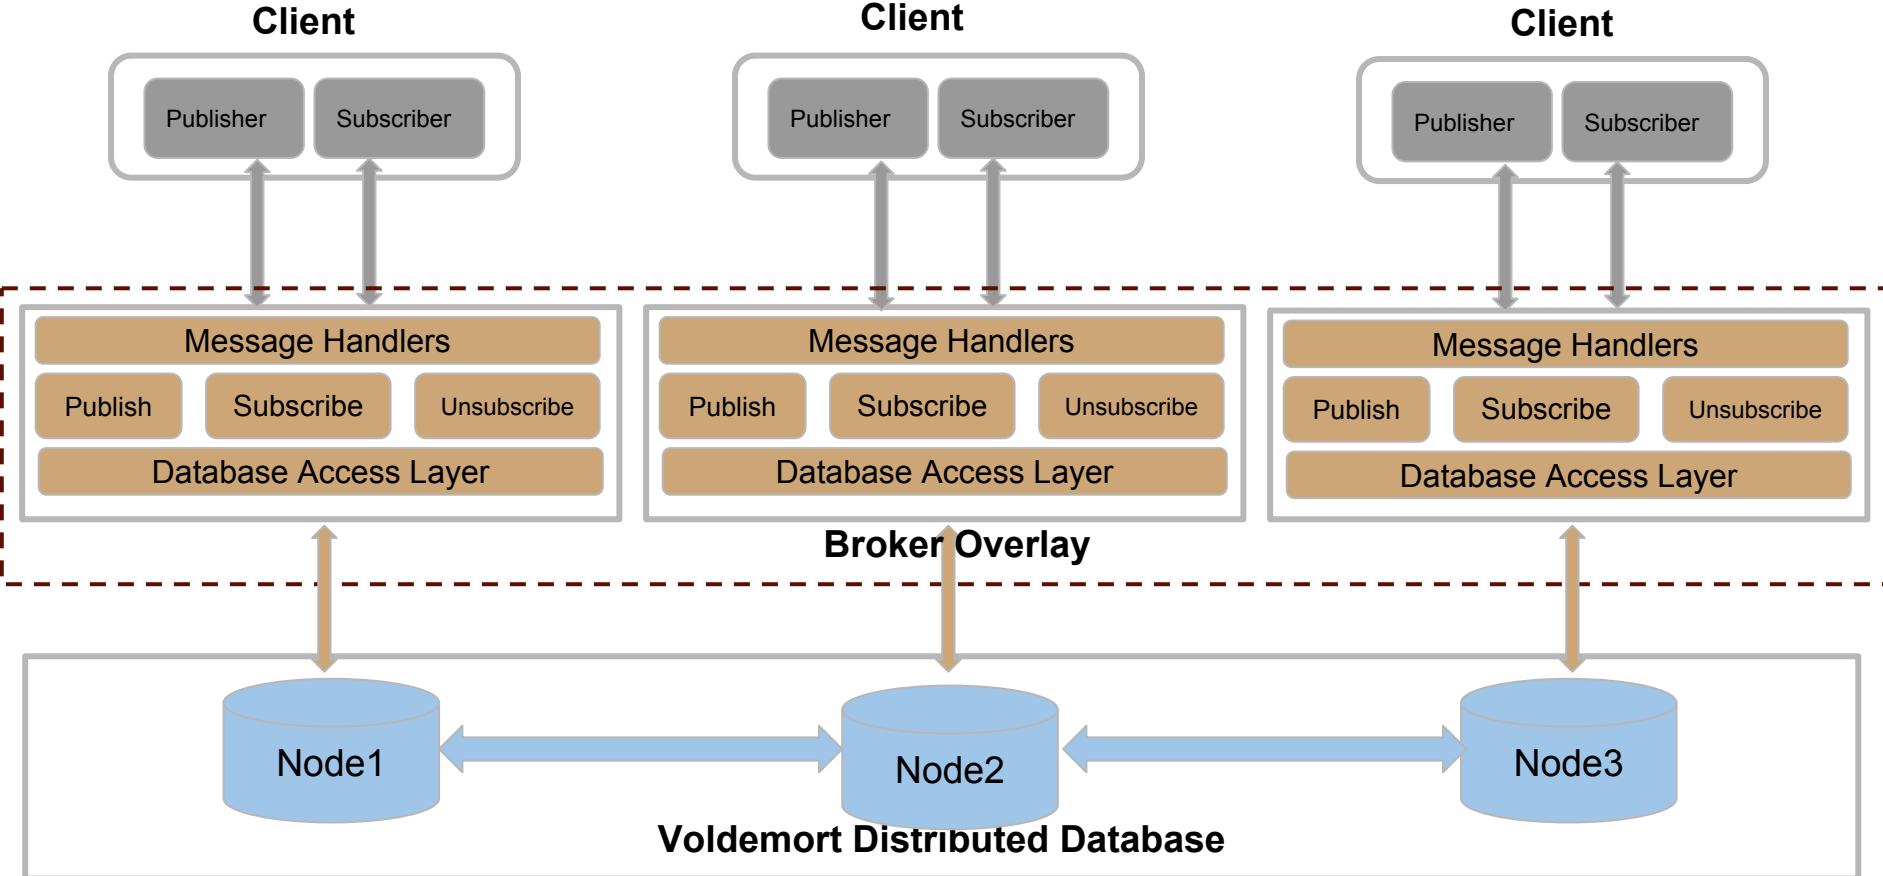 Client
Client
Client
Publisher
Subscriber
Publisher
Subscriber
Publisher
Subscriber
Message Handlers
Publish
Subscribe
Unsubscribe
Database Access Layer
Message Handlers
Publish
Subscribe
Unsubscribe
Database Access Layer
Message Handlers
Publish
Subscribe
Unsubscribe
Database Access Layer
Broker Overlay
Node1
Node2
Node3
Voldemort Distributed Database